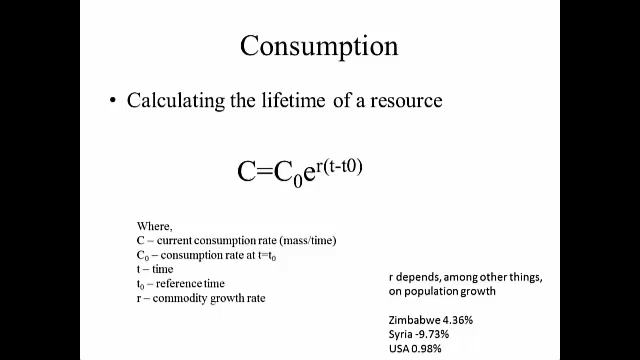 Consumption
• Calculating the lifetime of a resource
C=C₀e^r(t-t0)
Where,
C – current consumption rate (mass/time)
C₀ – consumption rate at t=t₀
t – time
t₀ – reference time
r – commodity growth rate
r depends, among other things,
on population growth
Zimbabwe 4.36%
Syria -9.73%
USA 0.98%